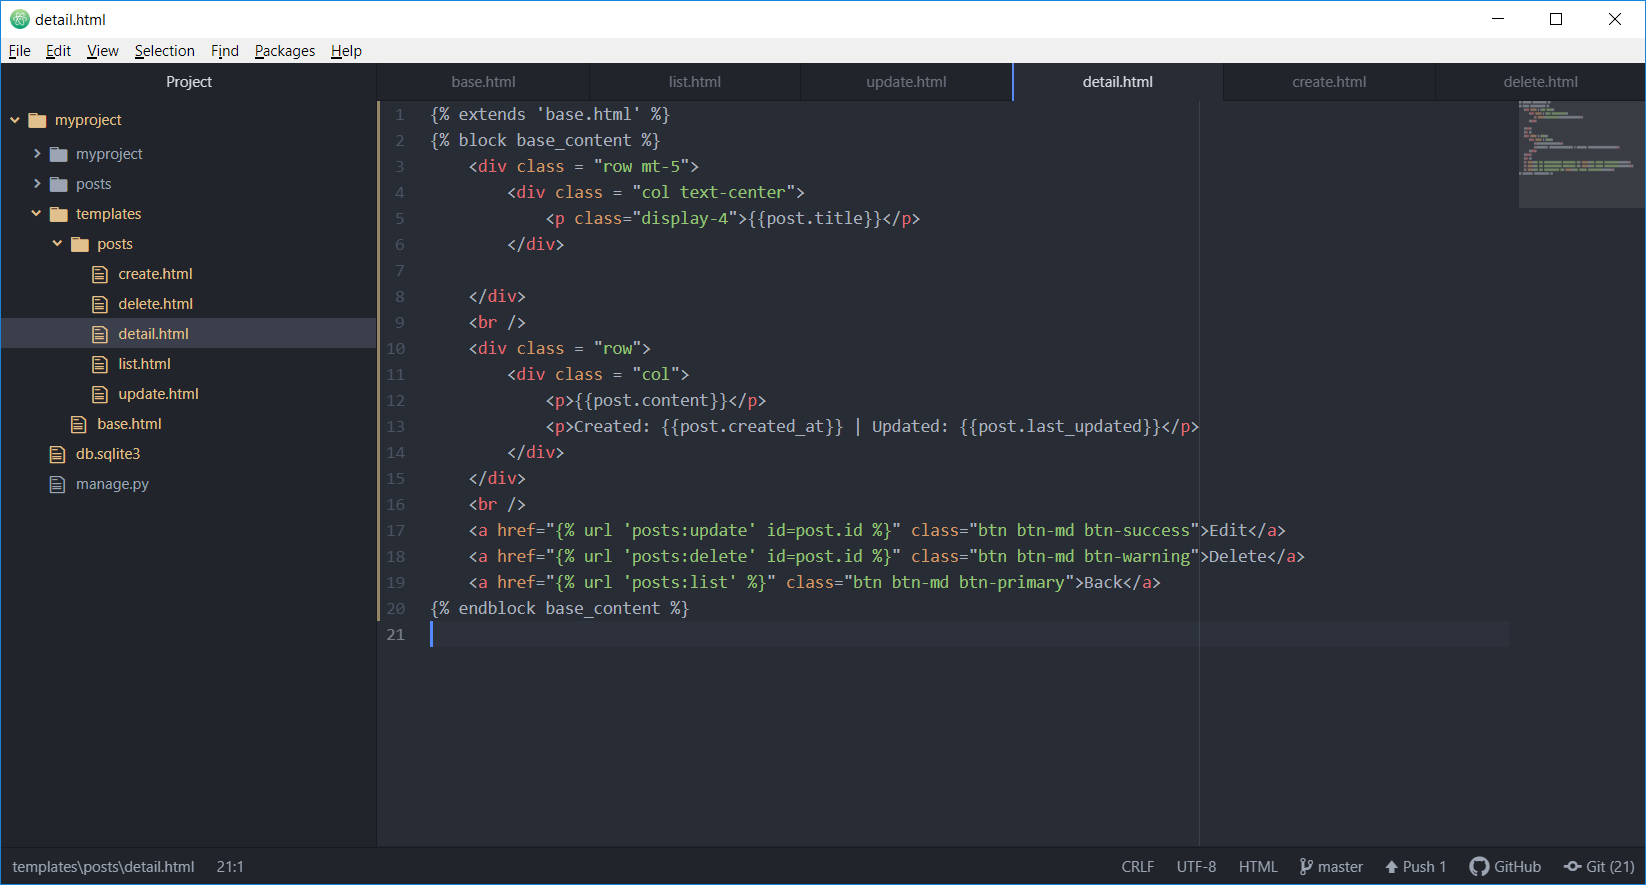 detail.html
File Edit View Selection Find Packages Help
Project
base.html list.html update.html detail.html create.html delete.html
myproject
myproject
posts
templates
posts
create.html
delete.html
detail.html
list.html
update.html
base.html
db.sqlite3
manage.py
1 {% extends 'base.html' %}
2 {% block base_content %}
3     <div class = "row mt-5">
4         <div class = "col text-center">
5             <p class="display-4">{{post.title}}</p>
6         </div>
7
8     </div>
9     <br />
10     <div class = "row">
11         <div class = "col">
12             <p>{{post.content}}</p>
13             <p>Created: {{post.created_at}} | Updated: {{post.last_updated}}</p>
14         </div>
15     </div>
16     <br />
17     <a href="{% url 'posts:update' id=post.id %}" class="btn btn-md btn-success">Edit</a>
18     <a href="{% url 'posts:delete' id=post.id %}" class="btn btn-md btn-warning">Delete</a>
19     <a href="{% url 'posts:list' %}" class="btn btn-md btn-primary">Back</a>
20 {% endblock base_content %}
21
templates\posts\detail.html 21:1 CRLF UTF-8 HTML master Push 1 GitHub Git (21)